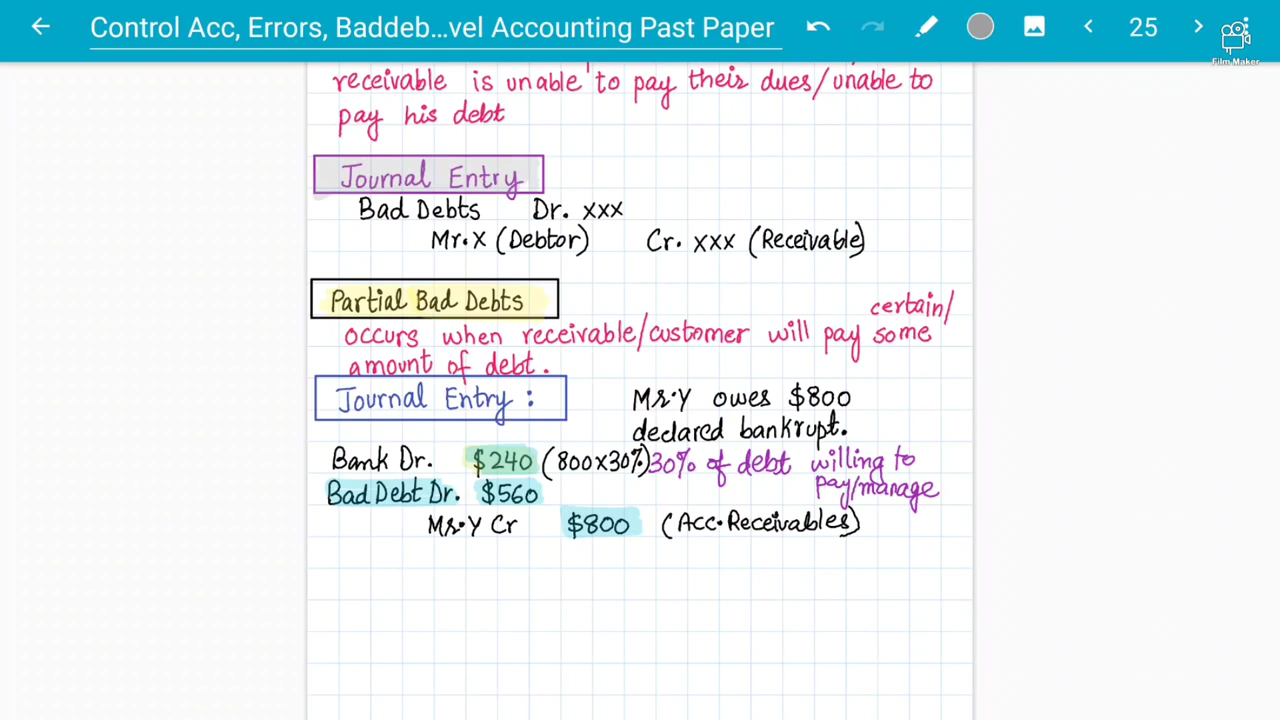 Control Acc, Errors, Baddeb...vel Accounting Past Paper
25
Film Maker
receivable is unable to pay their dues/unable to
pay his debt
Journal Entry
Bad Debts Dr. xxx
Mr.X (Debtor) Cr. xxx (Receivable)
Partial Bad Debts
certain/
occurs when receivable/customer will pay some
amount of debt.
Journal Entry :
Mr.Y owes $800
declared bankrupt.
Bank Dr. $240 (800x30%) 30% of debt willing to
pay/manage
Bad Debt Dr. $560
Mr.Y Cr $800 (Acc.Receivables)